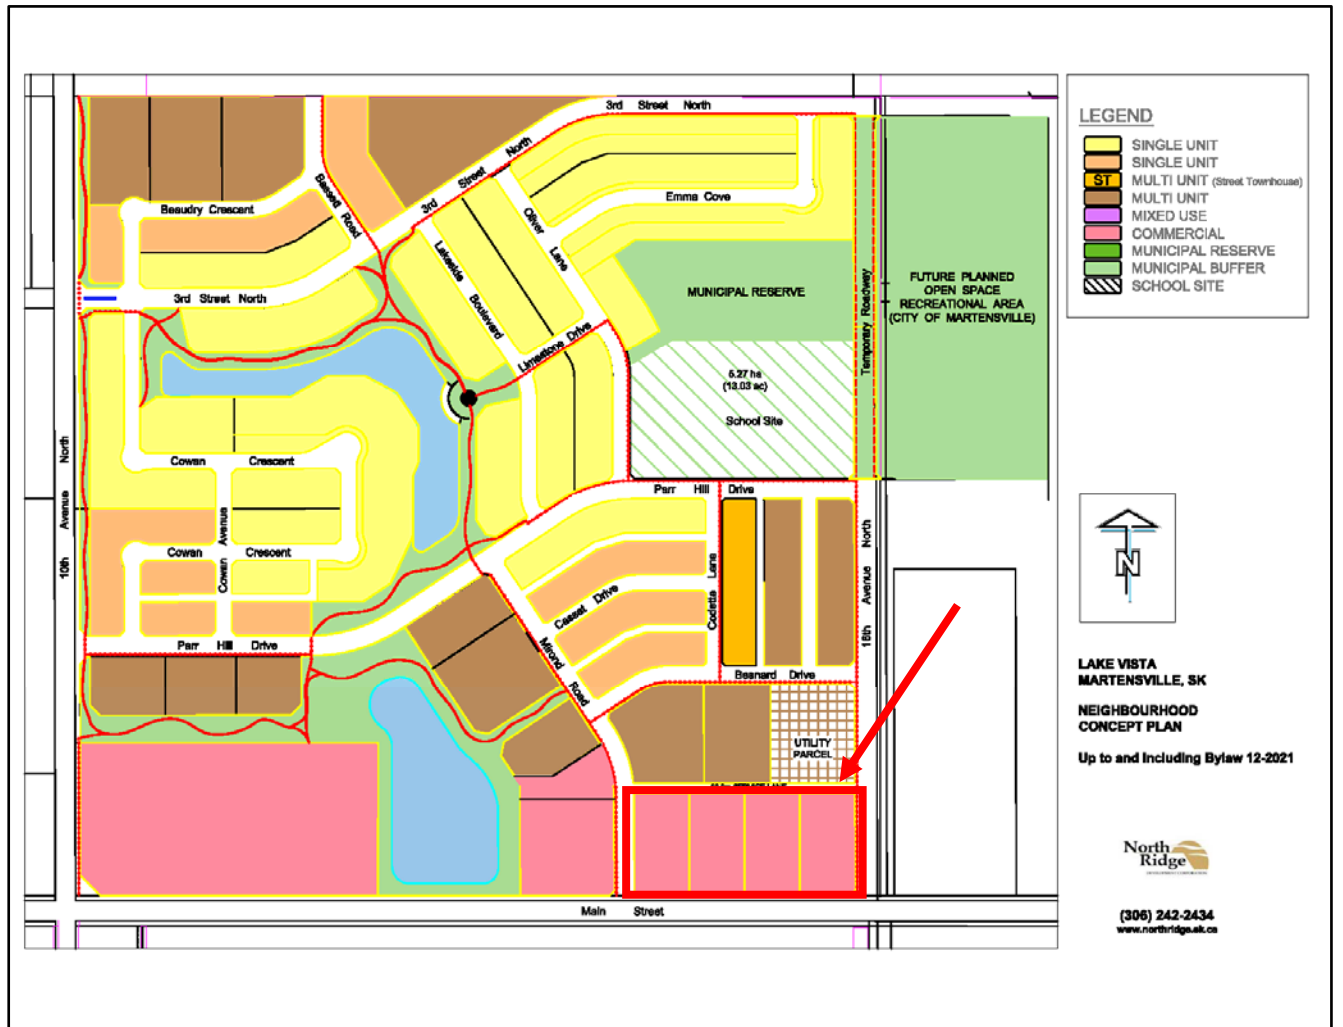 3rd Street North
LEGEND
SINGLE UNIT
SINGLE UNIT
ST MULTI UNIT (Street Townhouse)
MULTI UNIT
MIXED USE
COMMERCIAL
MUNICIPAL RESERVE
MUNICIPAL BUFFER
SCHOOL SITE
3rd Street North
Bassett Road
Beaudry Crescent
Emma Cove
Oliver Lane
Lakeside Boulevard
3rd Street North
MUNICIPAL RESERVE
Temporary Roadway
FUTURE PLANNED
OPEN SPACE
RECREATIONAL AREA
(CITY OF MARTENSVILLE)
Limestone Drive
5.27 ha
(13.03 ac)
School Site
10th Avenue North
Cowan Crescent
Cowan Avenue
Cowan Crescent
Parr Hill Drive
Casset Drive
Codette Lane
16th Avenue North
N
Parr Hill Drive
Mirond Road
Besnard Drive
UTILITY
PARCEL
SERVICE LANE
Main Street
LAKE VISTA
MARTENSVILLE, SK
NEIGHBOURHOOD
CONCEPT PLAN
Up to and Including Bylaw 12-2021
North
Ridge
DEVELOPMENT CORPORATION
(306) 242-2434
www.northridge.sk.ca